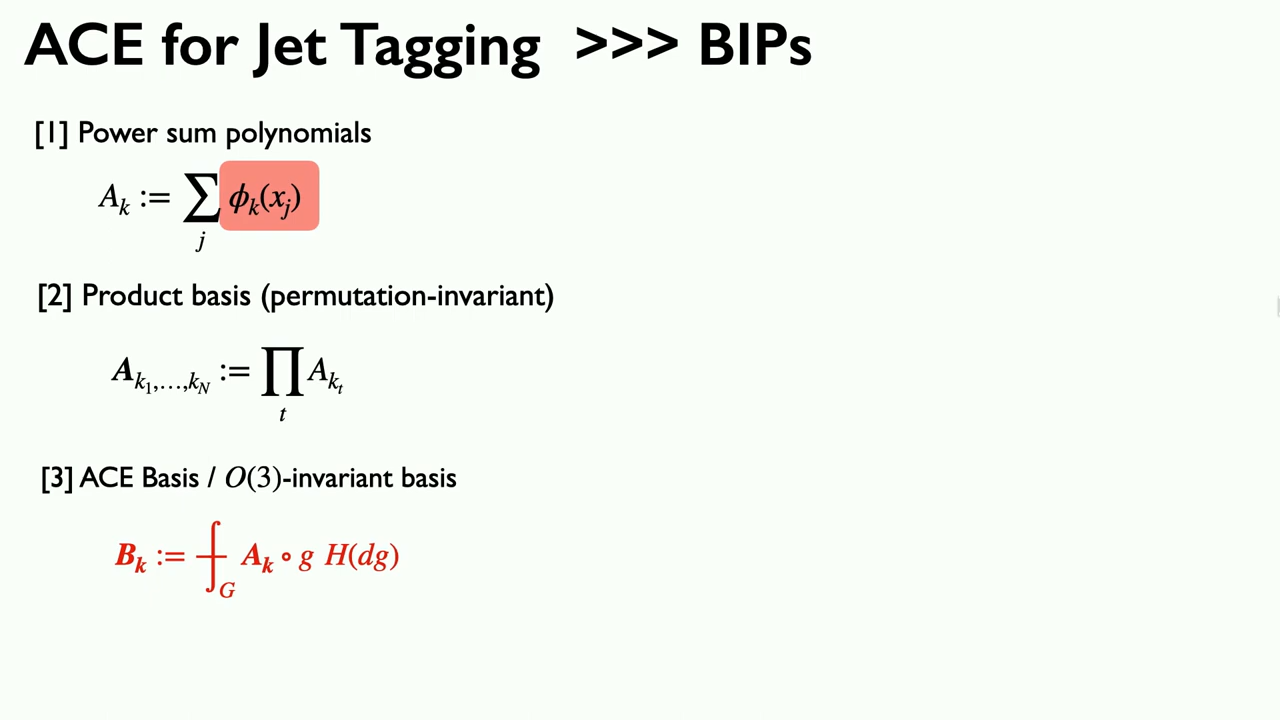 ACE for Jet Tagging >>> BIPs
[1] Power sum polynomials
A_k := ∑_j ϕ_k(x_j)
[2] Product basis (permutation-invariant)
𝑨_{k_1,…,k_N} := ∏_t A_{k_t}
[3] ACE Basis / O(3)-invariant basis
𝑩_𝒌 := ⨍_G 𝑨_𝒌 ∘ g H(dg)